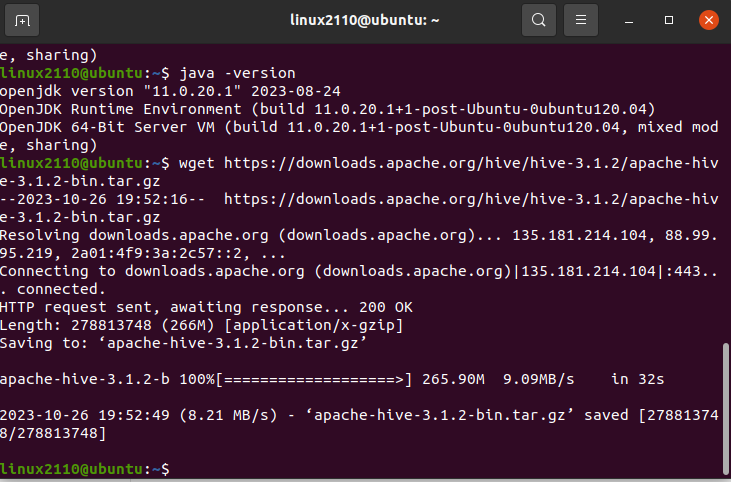 linux2110@ubuntu: ~
e, sharing)
linux2110@ubuntu:~$ java -version
openjdk version "11.0.20.1" 2023-08-24
OpenJDK Runtime Environment (build 11.0.20.1+1-post-Ubuntu-0ubuntu120.04)
OpenJDK 64-Bit Server VM (build 11.0.20.1+1-post-Ubuntu-0ubuntu120.04, mixed mod
e, sharing)
linux2110@ubuntu:~$ wget https://downloads.apache.org/hive/hive-3.1.2/apache-hiv
e-3.1.2-bin.tar.gz
--2023-10-26 19:52:16--  https://downloads.apache.org/hive/hive-3.1.2/apache-hiv
e-3.1.2-bin.tar.gz
Resolving downloads.apache.org (downloads.apache.org)... 135.181.214.104, 88.99.
95.219, 2a01:4f9:3a:2c57::2, ...
Connecting to downloads.apache.org (downloads.apache.org)|135.181.214.104|:443..
. connected.
HTTP request sent, awaiting response... 200 OK
Length: 278813748 (266M) [application/x-gzip]
Saving to: ‘apache-hive-3.1.2-bin.tar.gz’
apache-hive-3.1.2-b 100%[===================>] 265.90M  9.09MB/s    in 32s
2023-10-26 19:52:49 (8.21 MB/s) - ‘apache-hive-3.1.2-bin.tar.gz’ saved [27881374
8/278813748]
linux2110@ubuntu:~$